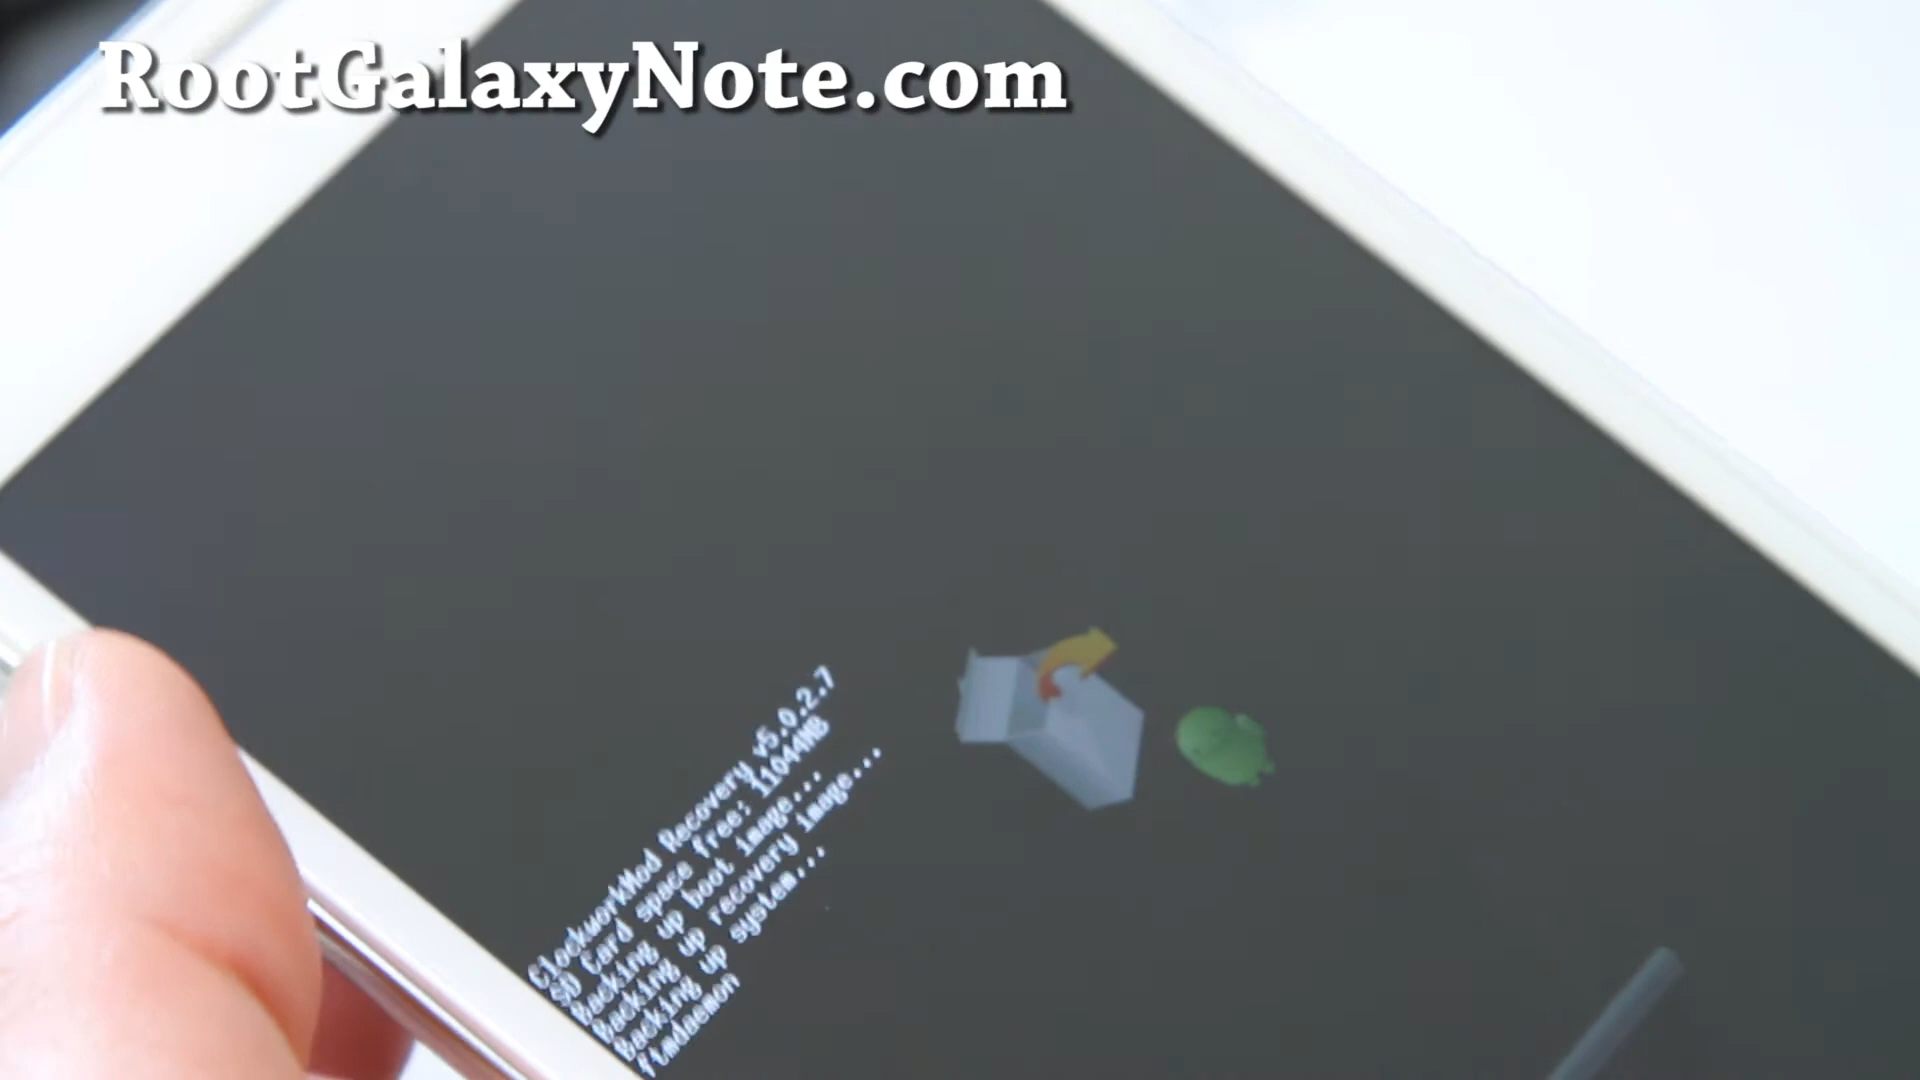 RootGalaxyNote.com
ClockworkMod Recovery v5.0.2.7
SD Card space free: 11044MB
Backing up boot image...
Backing up recovery image...
Backing up system...
fimdaemon